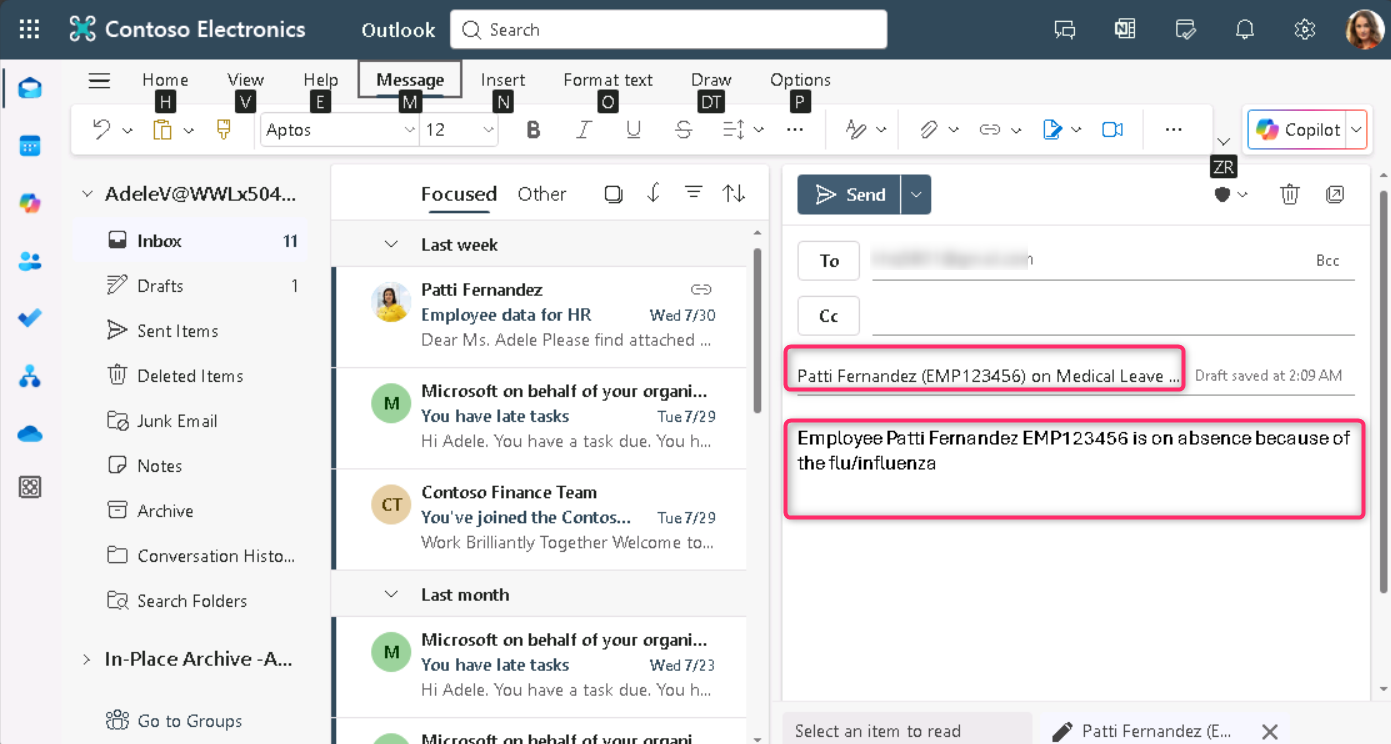 Contoso Electronics
Outlook
Search
Home
View
Help
Message
Insert
Format text
Draw
Options
H
V
E
M
N
O
DT
P
Aptos
12
B
I
U
S
Copilot
ZR
AdeleV@WWLx504...
Inbox 11
Drafts 1
Sent Items
Deleted Items
Junk Email
Notes
Archive
Conversation Histo...
Search Folders
In-Place Archive -A...
Go to Groups
Focused Other
Last week
Patti Fernandez
Employee data for HR Wed 7/30
Dear Ms. Adele Please find attached ...
M
Microsoft on behalf of your organi...
You have late tasks Tue 7/29
Hi Adele. You have a task due. You h...
CT
Contoso Finance Team
You've joined the Contos... Tue 7/29
Work Brilliantly Together Welcome to...
Last month
M
Microsoft on behalf of your organi...
You have late tasks Wed 7/23
Hi Adele. You have a task due. You h...
Microsoft on behalf of your organi
Send
To
Bcc
Cc
Patti Fernandez (EMP123456) on Medical Leave ... Draft saved at 2:09 AM
Employee Patti Fernandez EMP123456 is on absence because of
the flu/influenza
Select an item to read
Patti Fernandez (E...